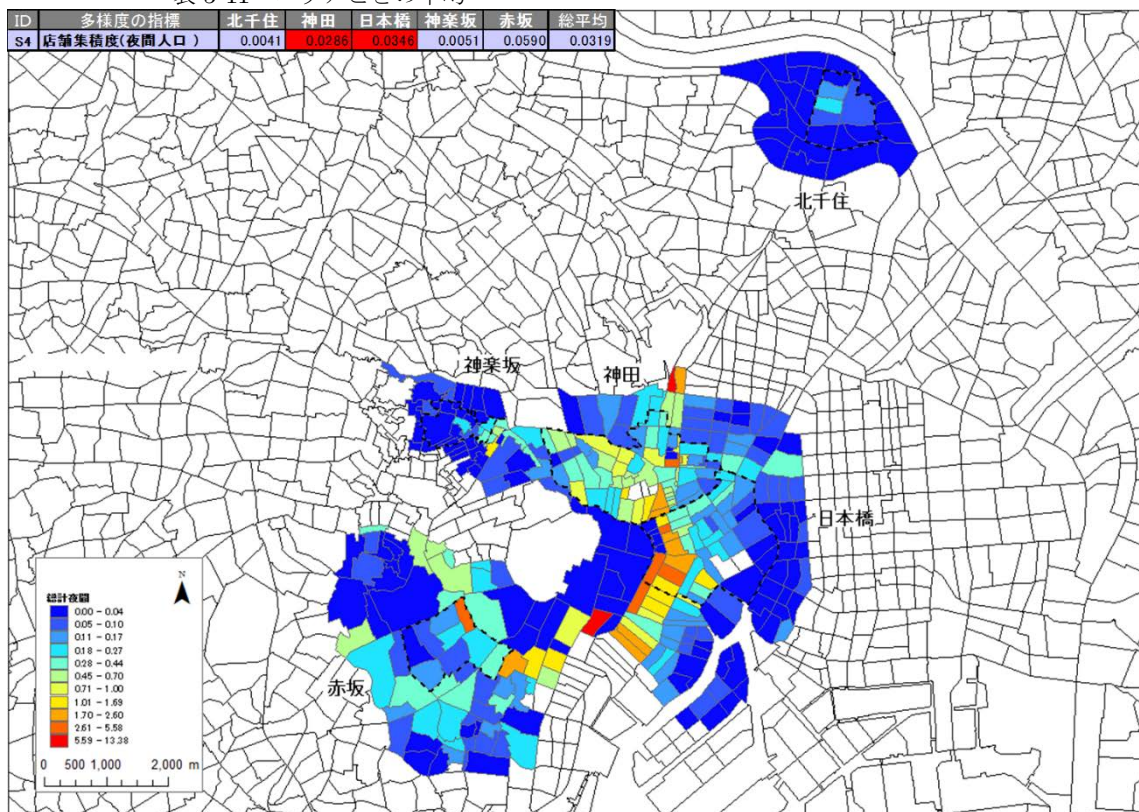 ID 多様度の指標 北千住 神田 日本橋 神楽坂 赤坂 総平均
S4 店舗集積度(夜間人口) 0.0041 0.0286 0.0346 0.0051 0.0590 0.0319
北千住
神楽坂
神田
日本橋
赤坂
N
総計夜間
0.00 - 0.04
0.05 - 0.10
0.11 - 0.17
0.18 - 0.27
0.28 - 0.44
0.45 - 0.70
0.71 - 1.00
1.01 - 1.69
1.70 - 2.60
2.61 - 5.58
5.59 - 13.38
0 500 1,000 2,000 m